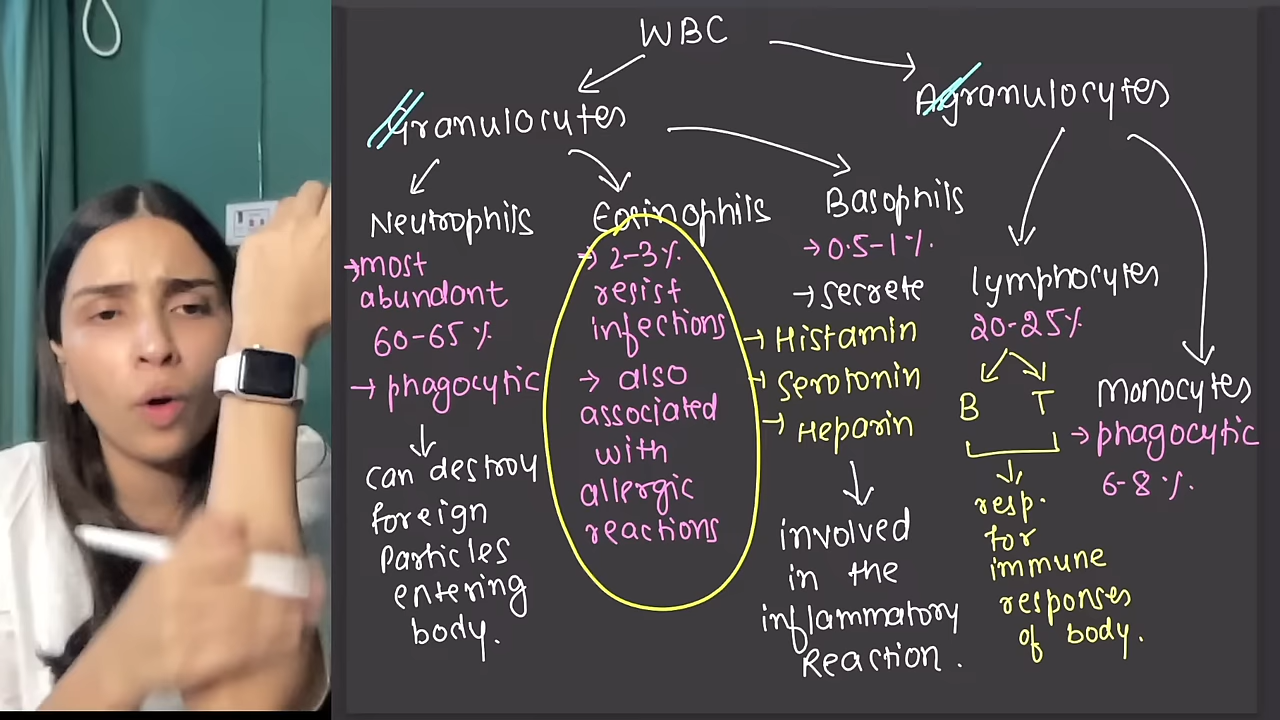 WBC
Granulocytes
Agranulocytes
Neutrophils
→most
abundant
60-65%
→ phagocytic
can destroy
foreign
Particles
entering
body.
Eosinophils
→ 2-3%
resist
infections
→ also
associated
with
allergic
reactions
Basophils
→0.5-1%.
→secrete
→ Histamin
→ Serotonin
→ Heparin
involved
in the
inflammatory
Reaction.
lymphocytes
20-25%
B T
resp.
for
immune
responses
of body.
Monocytes
→phagocytic
6-8%.